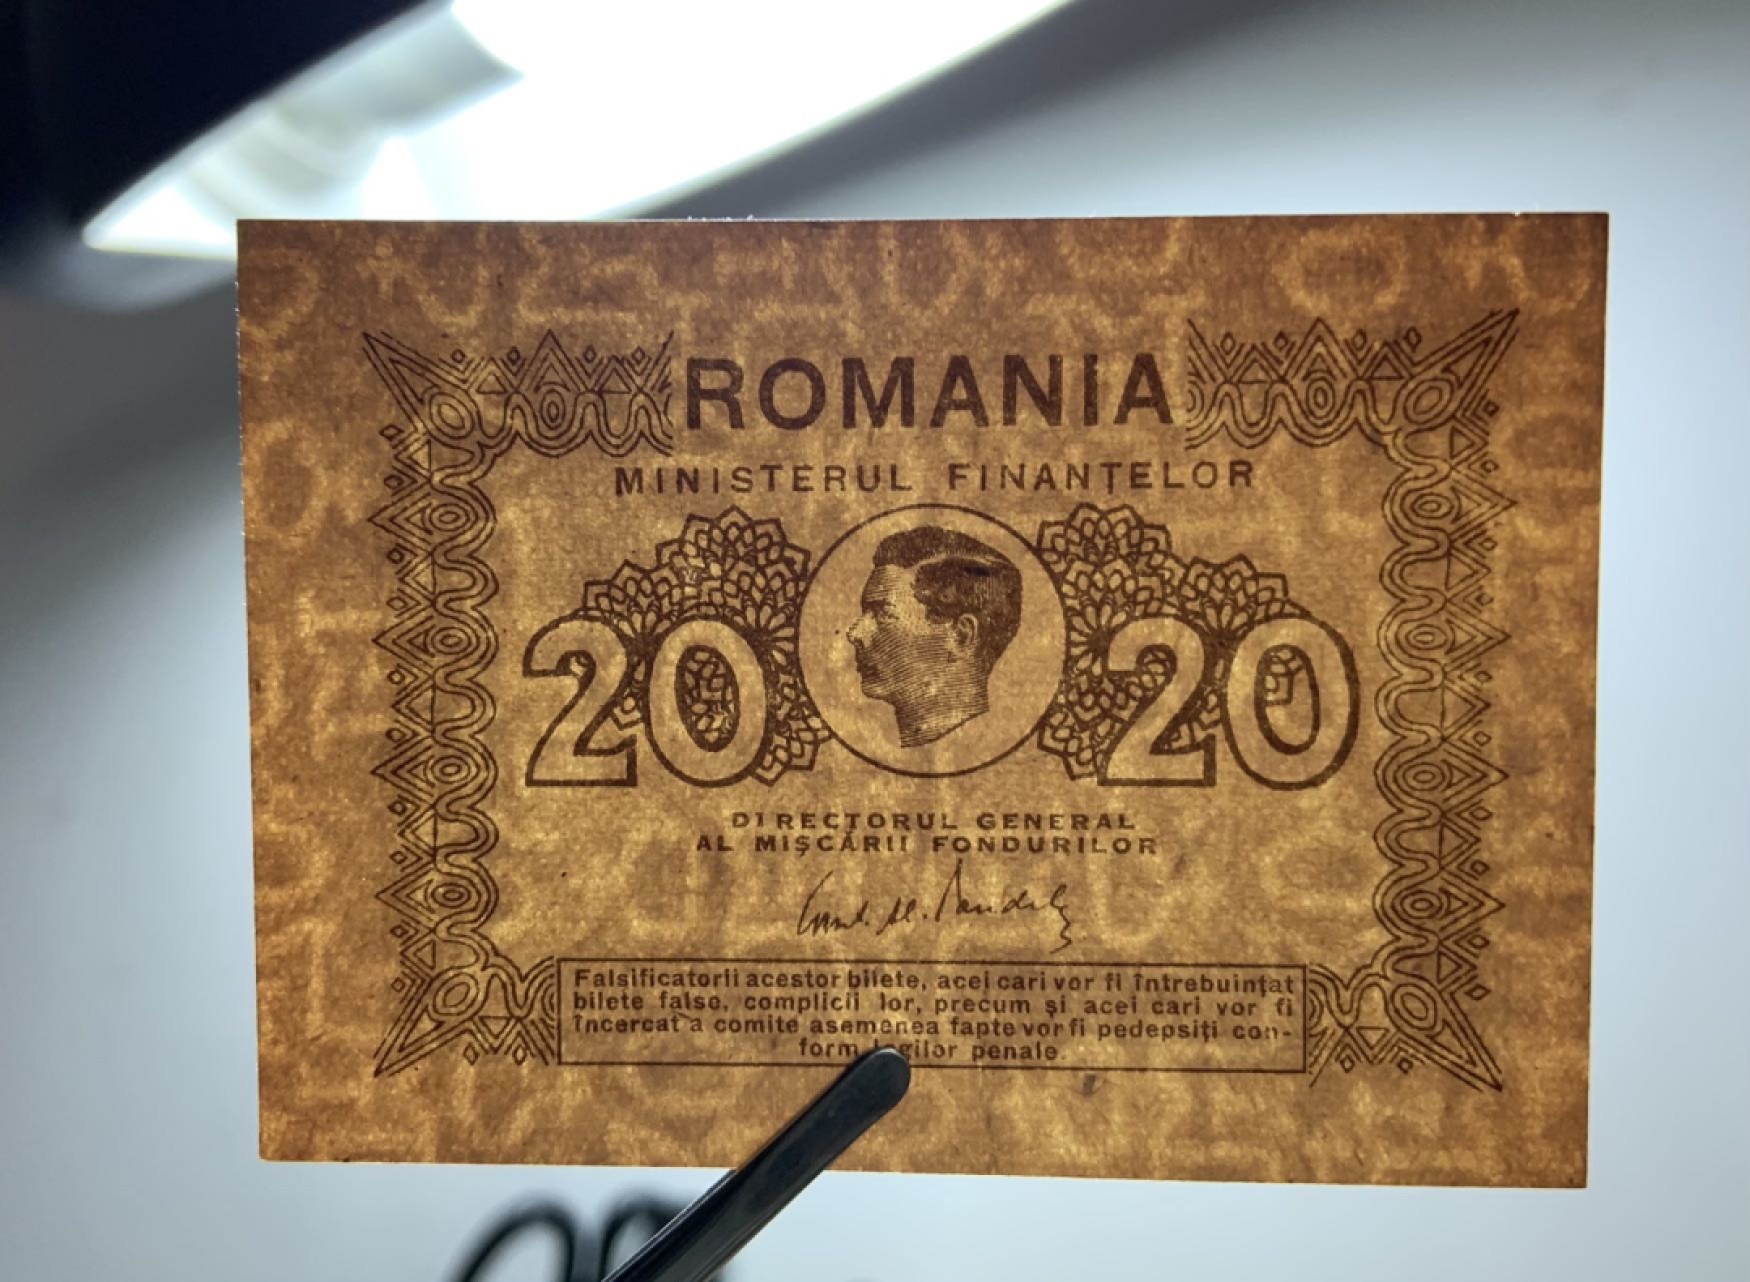 ROMANIA
MINISTERUL FINANȚELOR
20 20
DIRECTORUL GENERAL
AL MIȘCĂRII FONDURILOR
Falsificatorii acestor bilete, acei cari vor fi întrebuințat
bilete false, complicii lor, precum și acei cari vor fi
încercat a comite asemenea fapte vor fi pedepsiți con-
form legilor penale.